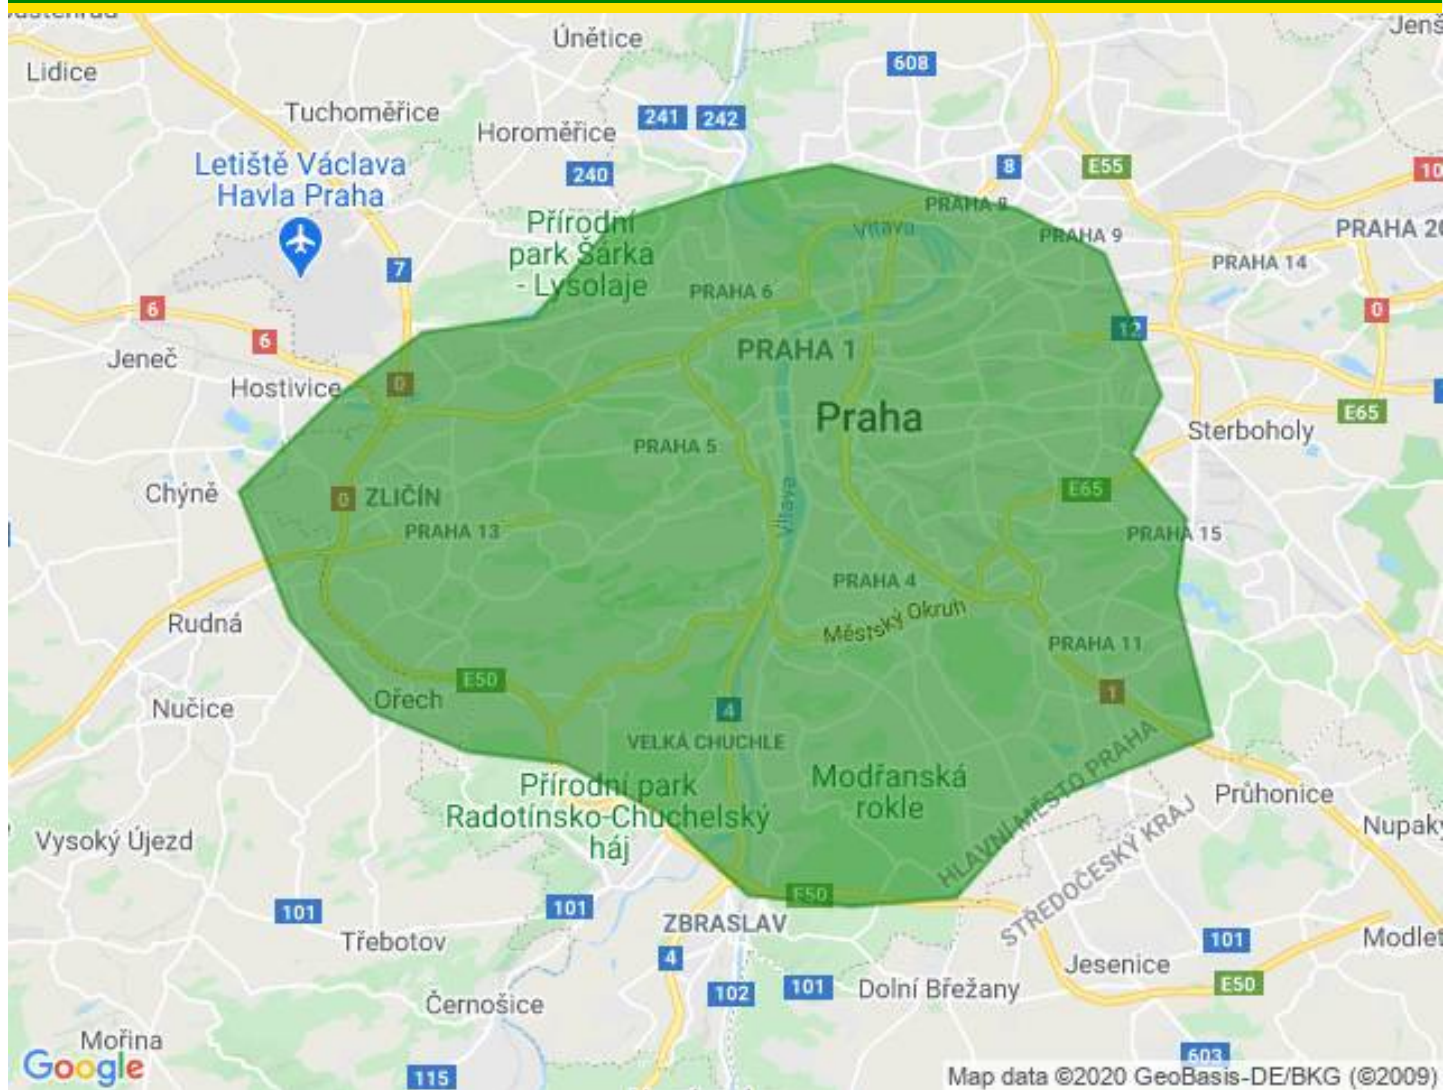 Únětice
Lidice
608
Tuchoměřice
241
242
Horoměřice
Letiště Václava
Havla Praha
240
8
E55
10
Přírodní
park Šárka
- Lysolaje
PRAHA 8
Vltava
PRAHA 9
PRAHA 20
7
PRAHA 14
PRAHA 6
6
0
6
12
PRAHA 1
Jeneč
Hostivice
0
Praha
E65
Sterboholy
PRAHA 5
Chýně
0
ZLIČÍN
E65
Vltava
PRAHA 13
PRAHA 15
PRAHA 4
Rudná
Městský Okruh
PRAHA 11
E50
1
Ořech
Nučice
4
VELKÁ CHUCHLE
Přírodní park
Radotínsko-Chuchelský
háj
Modřanská
rokle
HLAVNÍ MĚSTO PRAHA
STŘEDOČESKÝ KRAJ
Průhonice
Nupaky
Vysoký Újezd
E50
101
101
ZBRASLAV
Třebotov
101
Modlet
4
Jesenice
102
101
Dolní Břežany
E50
Černošice
Mořina
603
Google
115
Map data ©2020 GeoBasis-DE/BKG (©2009)